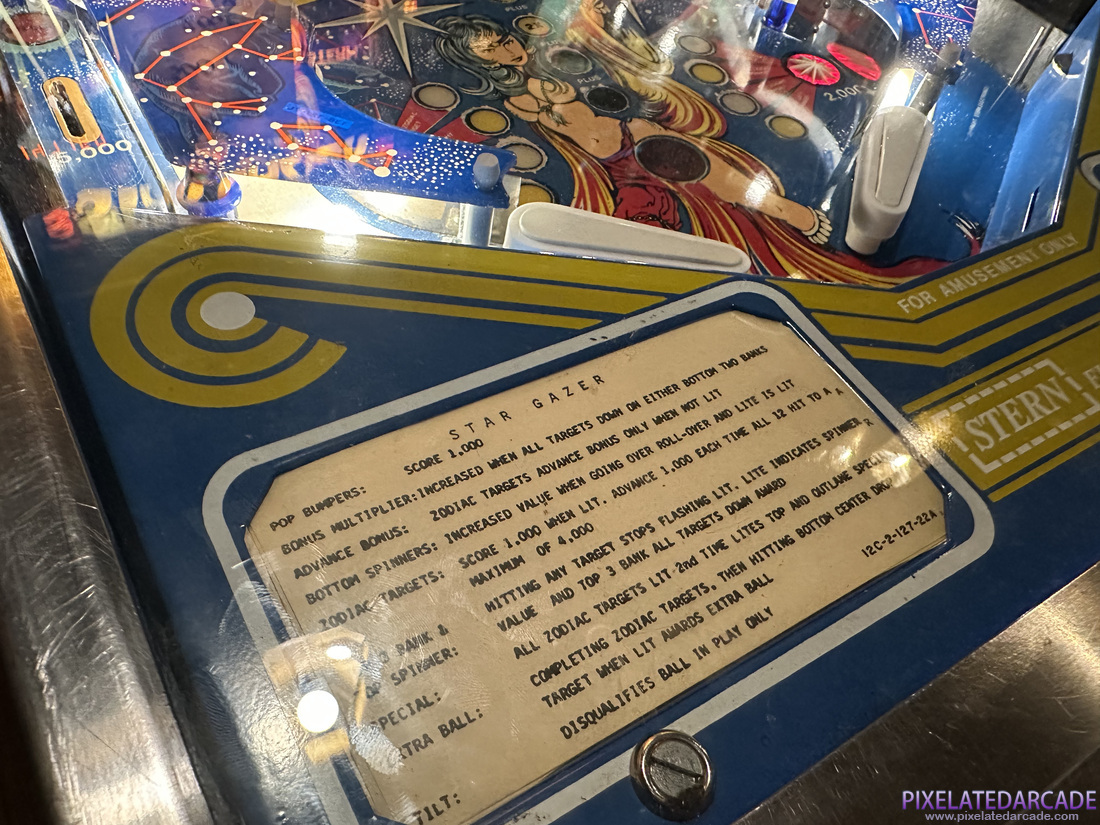 PLUS
PLUS
2,000
5,000
FOR AMUSEMENT ONLY
STERN
STAR GAZER
POP BUMPERS: SCORE 1,000
BONUS MULTIPLIER: INCREASED WHEN ALL TARGETS DOWN ON EITHER BOTTOM TWO BANKS
ADVANCE BONUS: ZODIAC TARGETS ADVANCE BONUS ONLY WHEN NOT LIT
BOTTOM SPINNERS: INCREASED VALUE WHEN GOING OVER ROLL-OVER AND LITE IS LIT
ZODIAC TARGETS: SCORE 1,000 WHEN LIT. ADVANCE 1,000 EACH TIME ALL 12 HIT TO A
MAXIMUM OF 4,000
3 BANK & HITTING ANY TARGET STOPS FLASHING LIT. LITE INDICATES SPINNER
SPINNER: VALUE AND TOP 3 BANK ALL TARGETS DOWN AWARD
SPECIAL: ALL ZODIAC TARGETS LIT 2nd TIME LITES TOP AND OUTLANE
EXTRA BALL: COMPLETING ZODIAC TARGETS, THEN HITTING BOTTOM CENTER DROP
TARGET WHEN LIT AWARDS EXTRA BALL
TILT: DISQUALIFIES BALL IN PLAY ONLY
12C-2-127-22A
PIXELATEDARCADE
www.pixelatedarcade.com